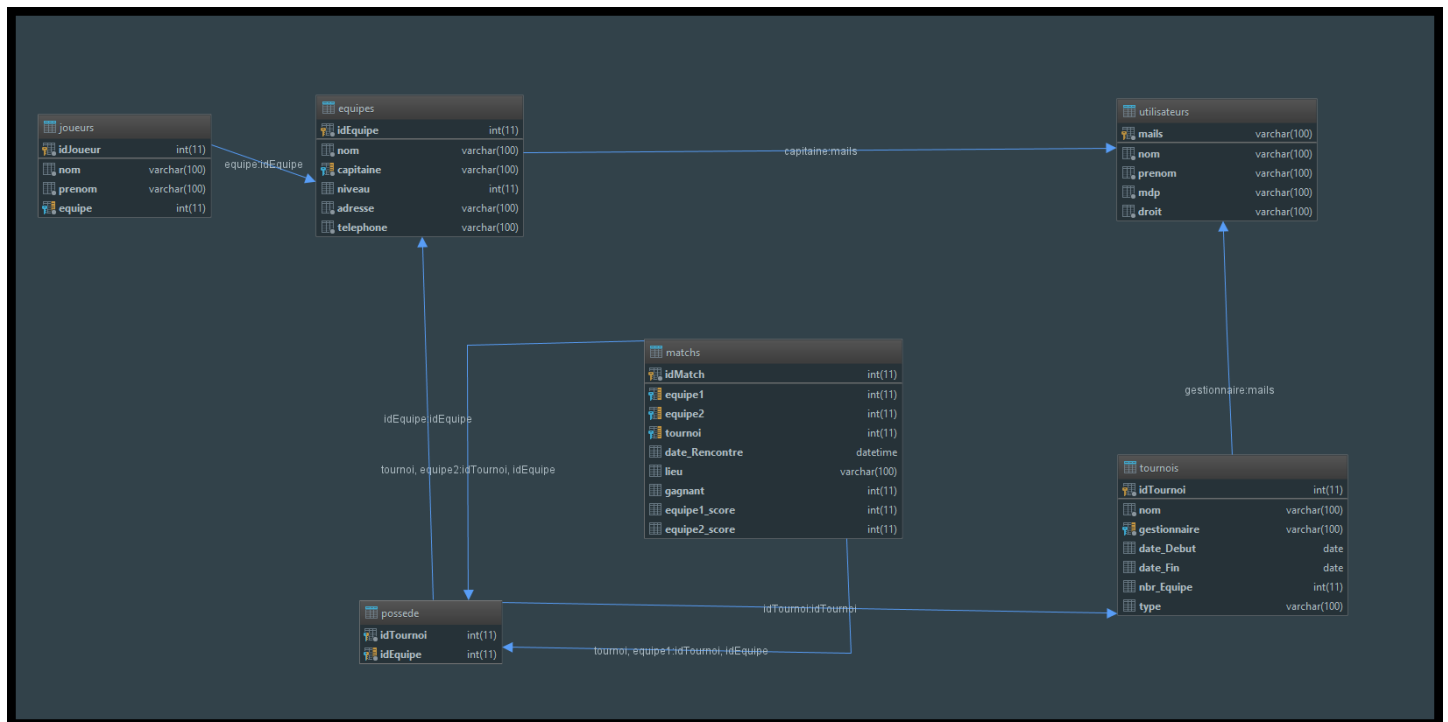 joueurs
idJoueur int(11)
nom varchar(100)
prenom varchar(100)
equipe int(11)
equipe:idEquipe
equipes
idEquipe int(11)
nom varchar(100)
capitaine varchar(100)
niveau int(11)
adresse varchar(100)
telephone varchar(100)
capitaine:mails
utilisateurs
mails varchar(100)
nom varchar(100)
prenom varchar(100)
mdp varchar(100)
droit varchar(100)
matchs
idMatch int(11)
equipe1 int(11)
equipe2 int(11)
tournoi int(11)
date_Rencontre datetime
lieu varchar(100)
gagnant int(11)
equipe1_score int(11)
equipe2_score int(11)
gestionnaire:mails
idEquipe:idEquipe
tournoi, equipe2:idTournoi, idEquipe
tournois
idTournoi int(11)
nom varchar(100)
gestionnaire varchar(100)
date_Debut date
date_Fin date
nbr_Equipe int(11)
type varchar(100)
possede
idTournoi int(11)
idEquipe int(11)
idTournoi:idTournoi
tournoi, equipe1:idTournoi, idEquipe